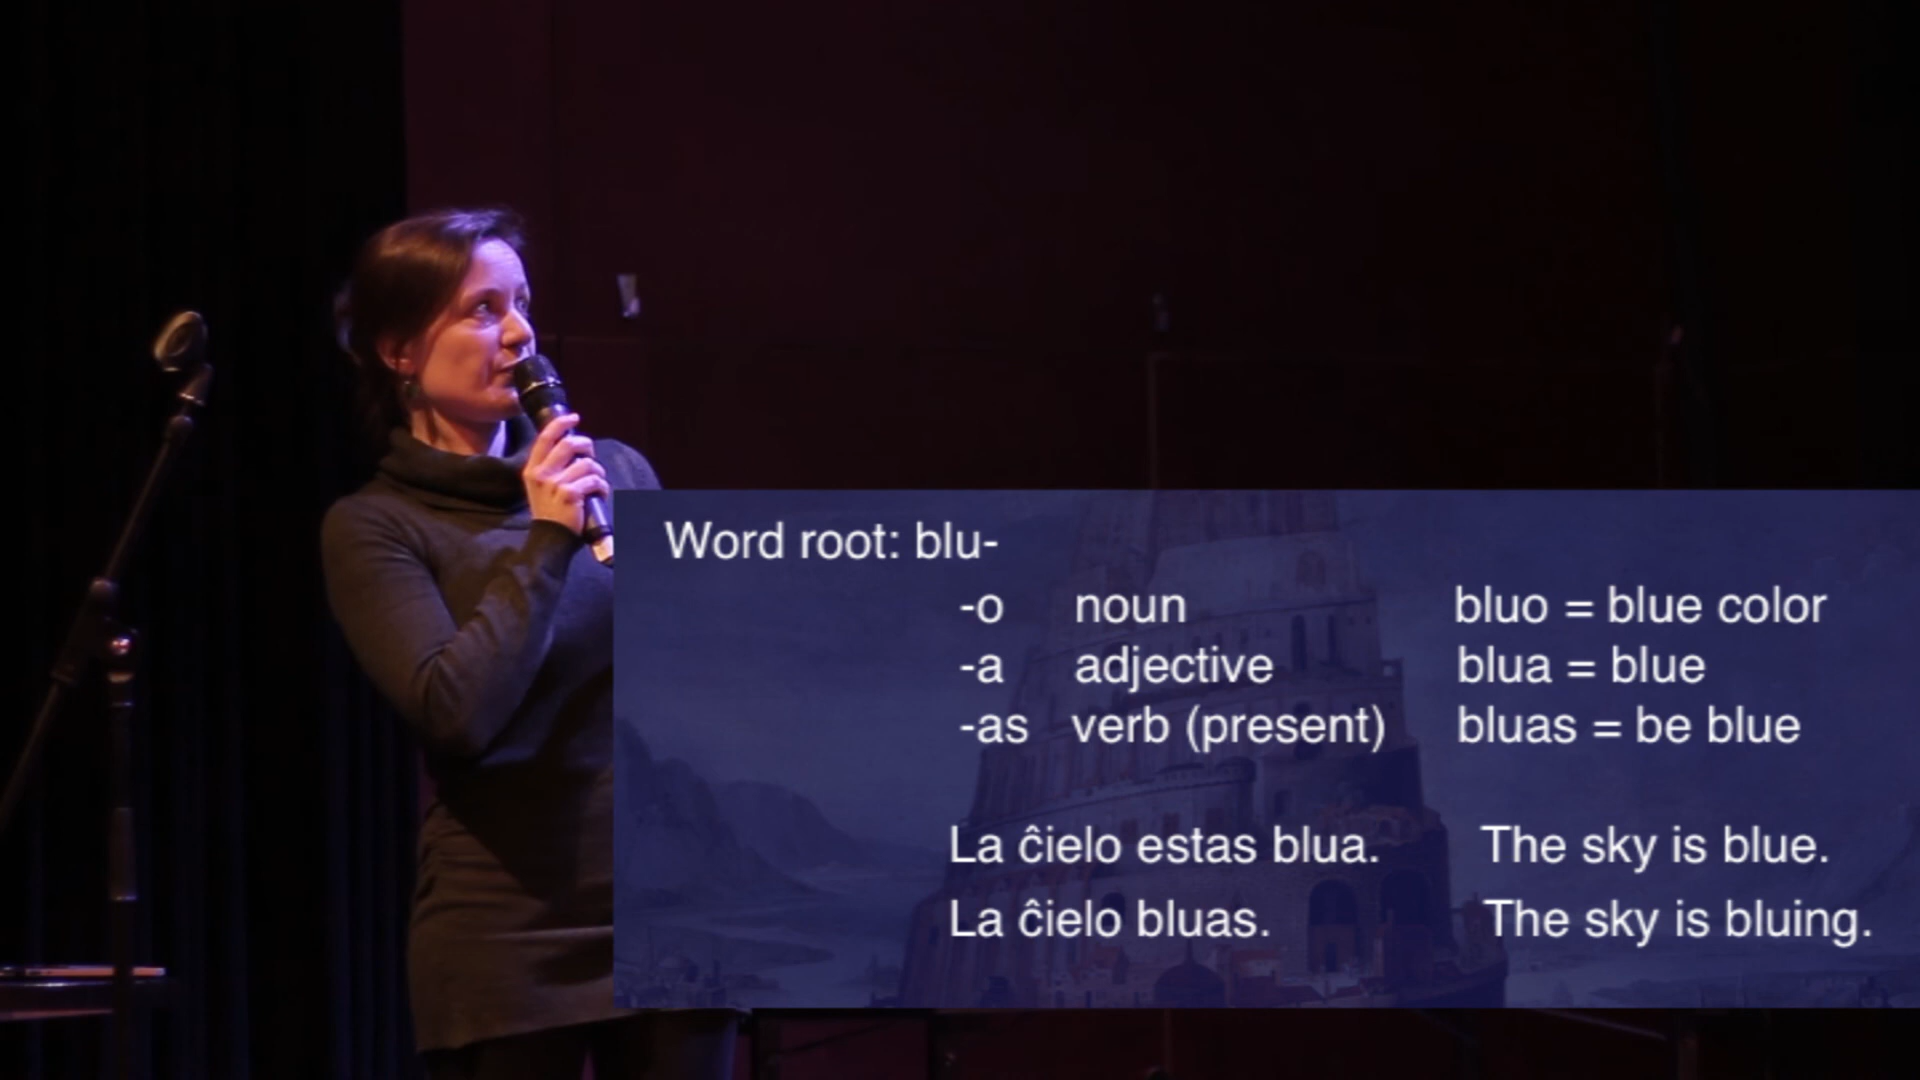 Word root: blu-
-o noun bluo = blue color
-a adjective blua = blue
-as verb (present) bluas = be blue
La ĉielo estas blua. The sky is blue.
La ĉielo bluas. The sky is bluing.